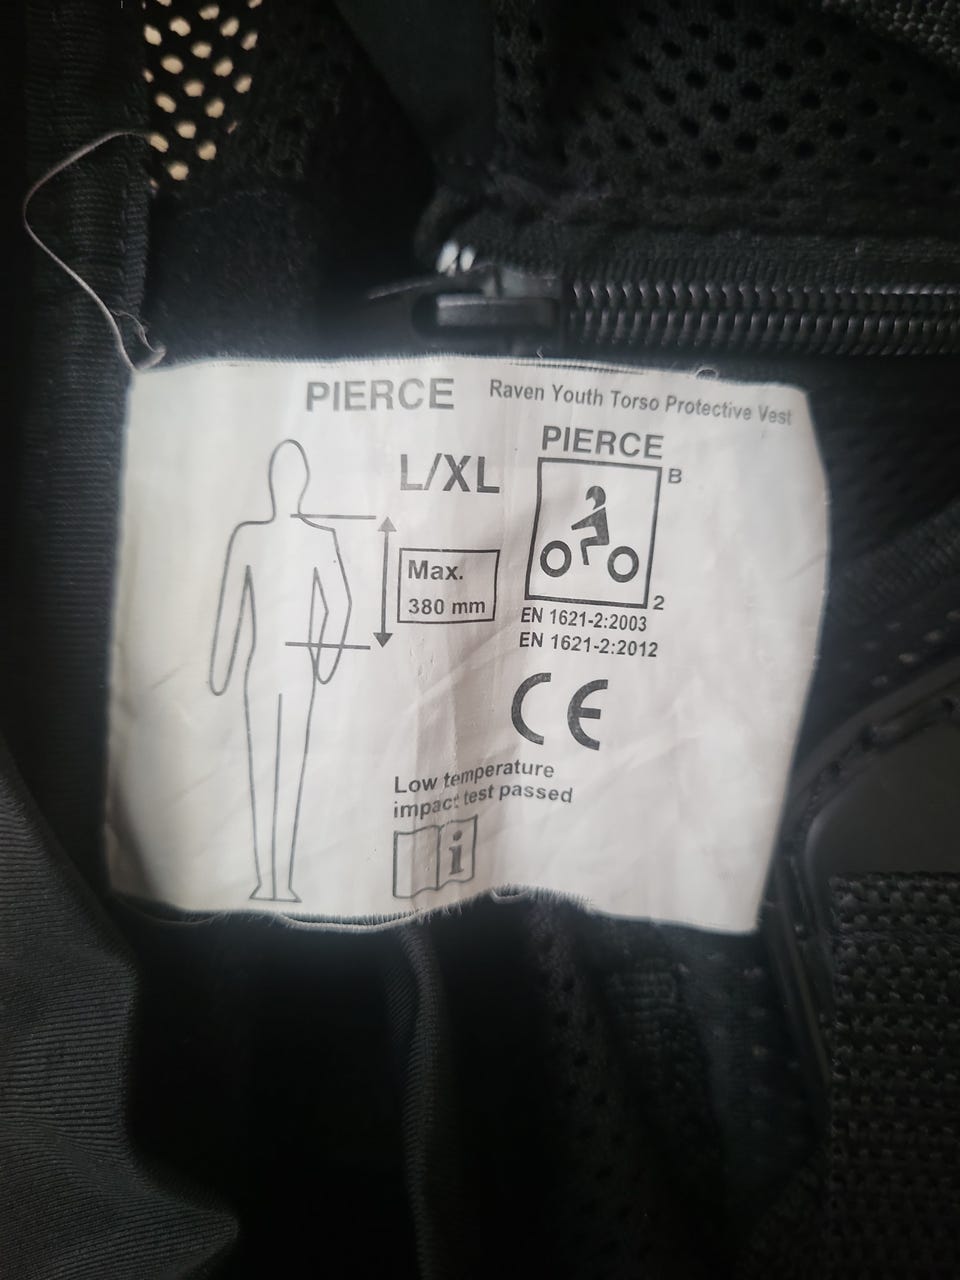 PIERCE Raven Youth Torso Protective Vest
L/XL
Max.
380 mm
PIERCE
B
2
EN 1621-2:2003
EN 1621-2:2012
CE
Low temperature
impact test passed
i